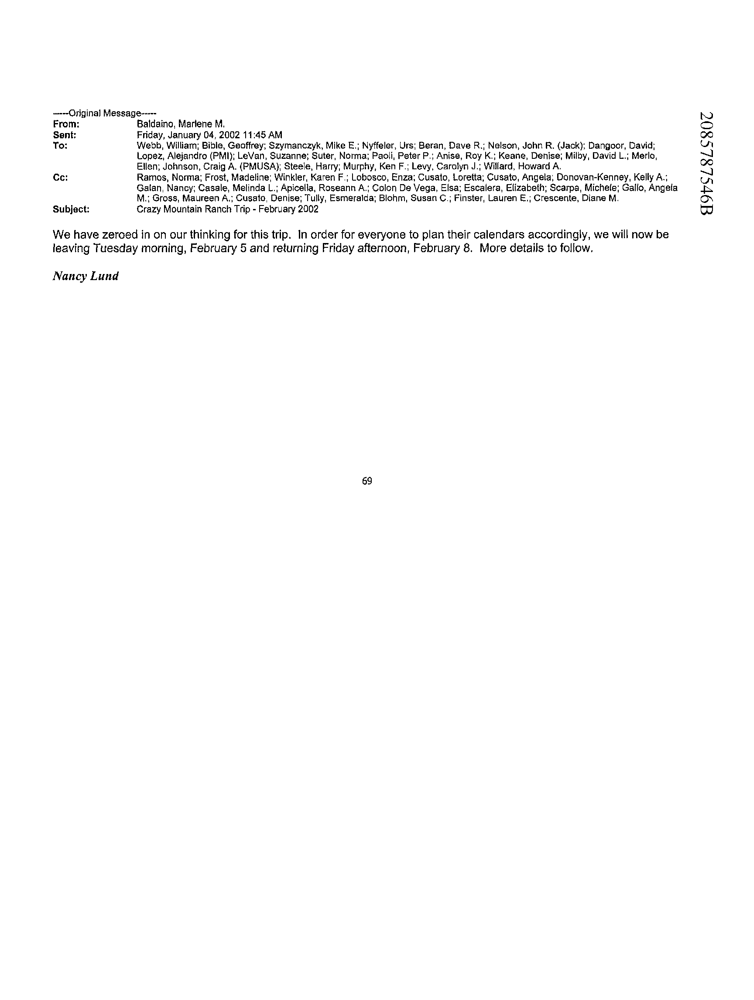 -----Original Message-----
From: Baldaino, Marlene M.
Sent: Friday, January 04, 2002 11:45 AM
To: Webb, William; Bible, Geoffrey; Szymanczyk, Mike E.; Nyffeler, Urs; Beran, Dave R.; Nelson, John R. (Jack); Dangoor, David;
Lopez, Alejandro (PMI); LeVan, Suzanne; Suter, Norma; Paoli, Peter P.; Anise, Roy K.; Keane, Denise; Milby, David L.; Merlo,
Ellen; Johnson, Craig A. (PMUSA); Steele, Harry; Murphy, Ken F.; Levy, Carolyn J.; Willard, Howard A.
Cc: Ramos, Norma; Frost, Madeline; Winkler, Karen F.; Lobosco, Enza; Cusato, Loretta; Cusato, Angela; Donovan-Kenney, Kelly A.;
Galan, Nancy; Casale, Melinda L.; Apicella, Roseann A.; Colon De Vega, Elsa; Escalera, Elizabeth; Scarpa, Michele; Gallo, Angela
M.; Gross, Maureen A.; Cusato, Denise; Tully, Esmeralda; Blohm, Susan C.; Finster, Lauren E.; Crescente, Diane M.
Subject: Crazy Mountain Ranch Trip - February 2002
We have zeroed in on our thinking for this trip. In order for everyone to plan their calendars accordingly, we will now be
leaving Tuesday morning, February 5 and returning Friday afternoon, February 8. More details to follow.
Nancy Lund
69
2085787546B